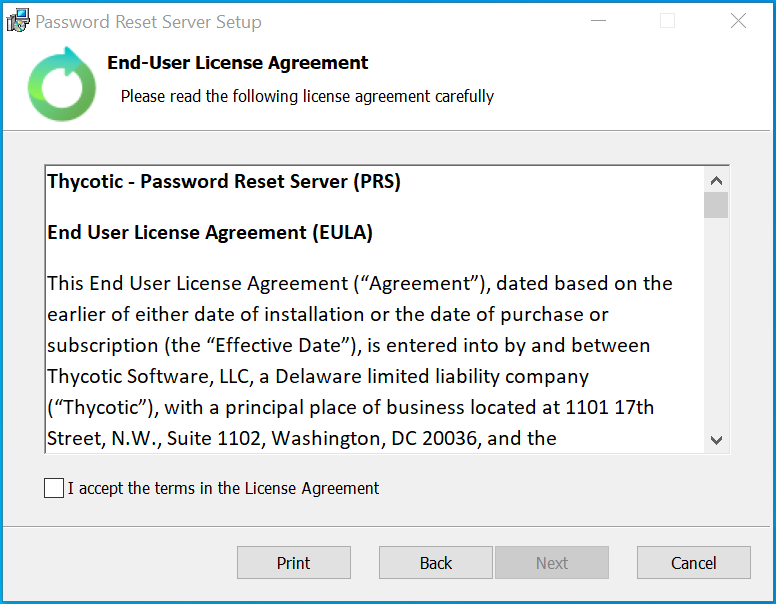 Password Reset Server Setup
End-User License Agreement
Please read the following license agreement carefully
Thycotic - Password Reset Server (PRS)
End User License Agreement (EULA)
This End User License Agreement (“Agreement”), dated based on the
earlier of either date of installation or the date of purchase or
subscription (the “Effective Date”), is entered into by and between
Thycotic Software, LLC, a Delaware limited liability company
(“Thycotic”), with a principal place of business located at 1101 17th
Street, N.W., Suite 1102, Washington, DC 20036, and the
I accept the terms in the License Agreement
Print
Back
Next
Cancel